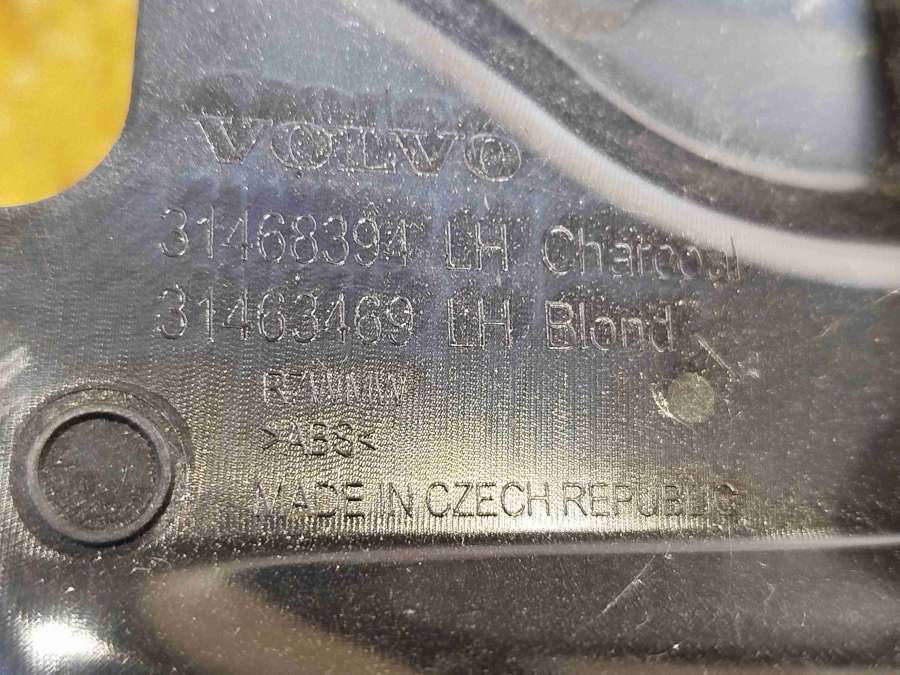 VOLVO
31468394 LH Charcoal
31463469 LH Blond
>ABS<
MADE IN CZECH REPUBLIC